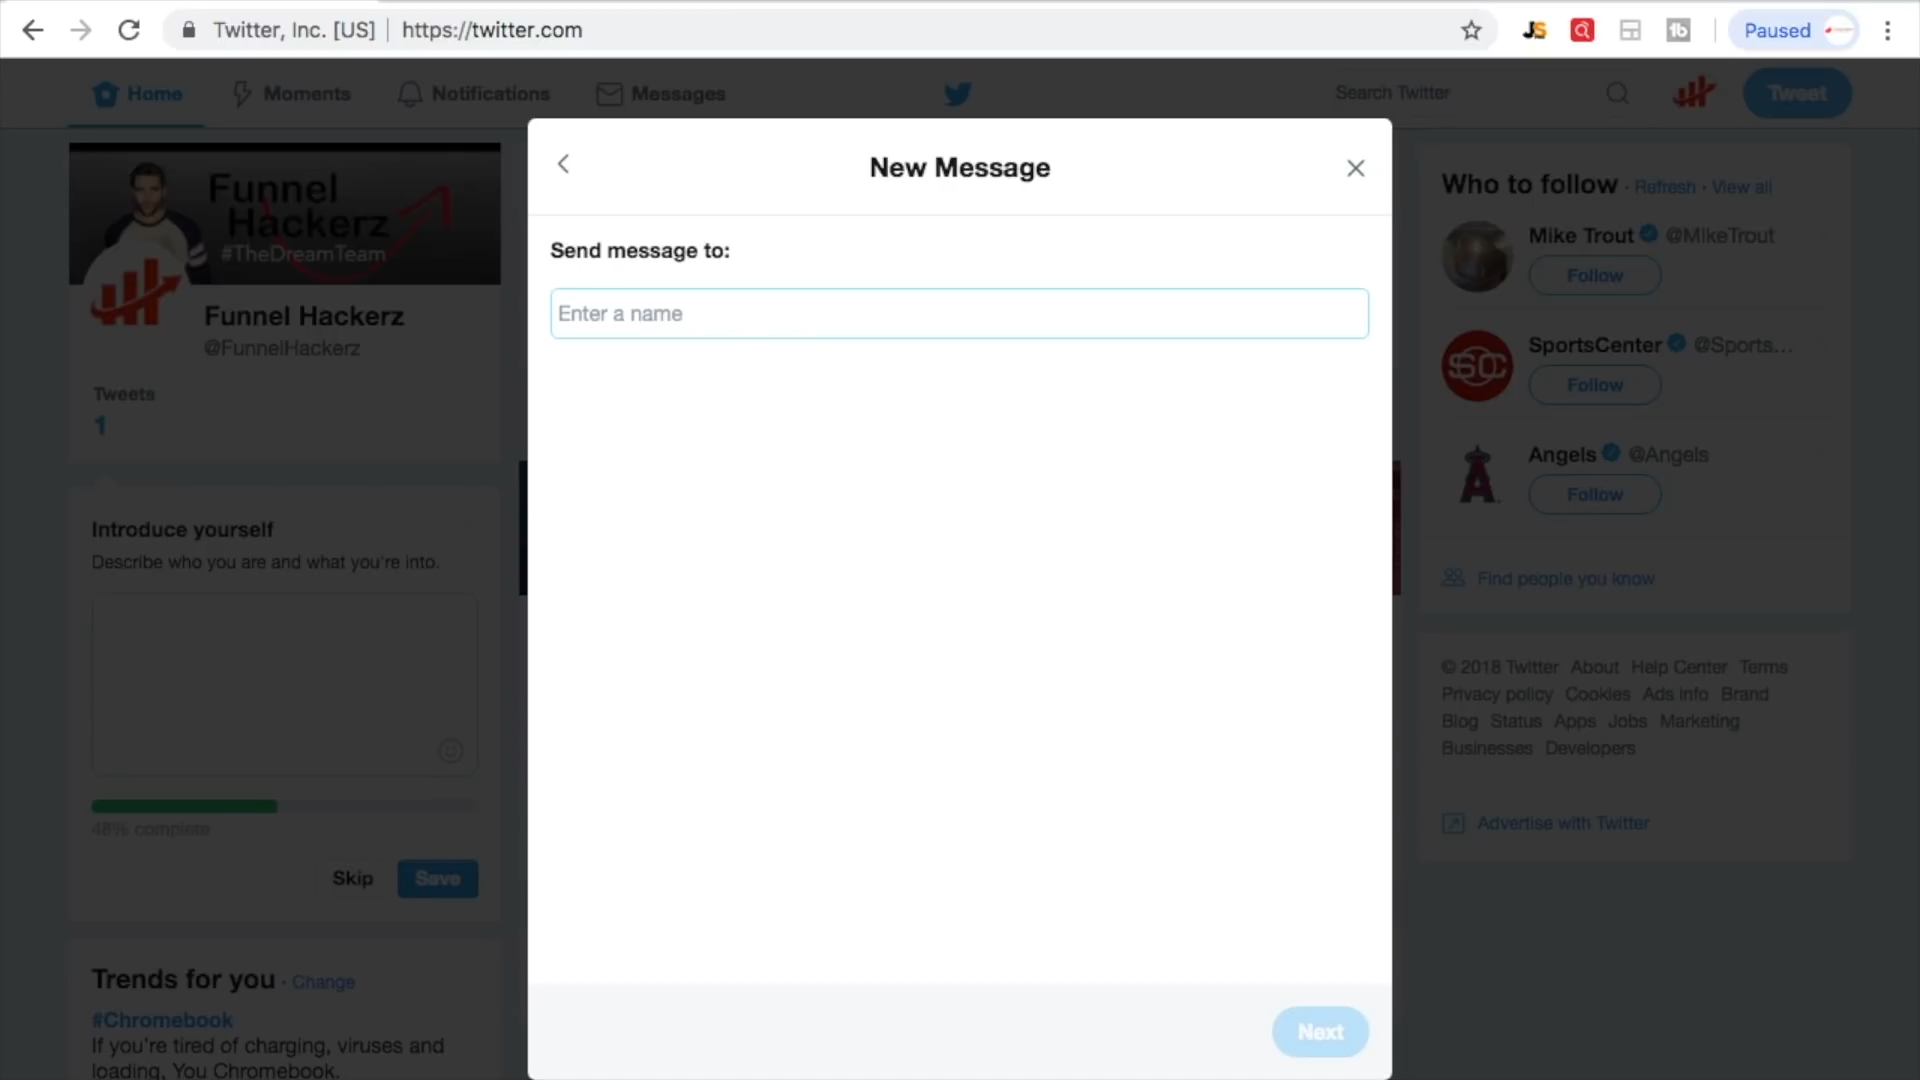 Twitter, Inc. [US] https://twitter.com
JS
1b
Paused
Home
Moments
Notifications
Messages
Search Twitter
Tweet
Funnel
Hackerz
#TheDreamTeam
Funnel Hackerz
@FunnelHackerz
Tweets
1
Introduce yourself
Describe who you are and what you're into.
48% complete
Skip
Save
Trends for you · Change
#Chromebook
If you're tired of charging, viruses and
loading, You Chromebook.
New Message
Send message to:
Enter a name
Next
Who to follow · Refresh · View all
Mike Trout @MikeTrout
Follow
SC
SportsCenter @Sports...
Follow
A
Angels @Angels
Follow
Find people you know
© 2018 Twitter About Help Center Terms
Privacy policy Cookies Ads info Brand
Blog Status Apps Jobs Marketing
Businesses Developers
Advertise with Twitter